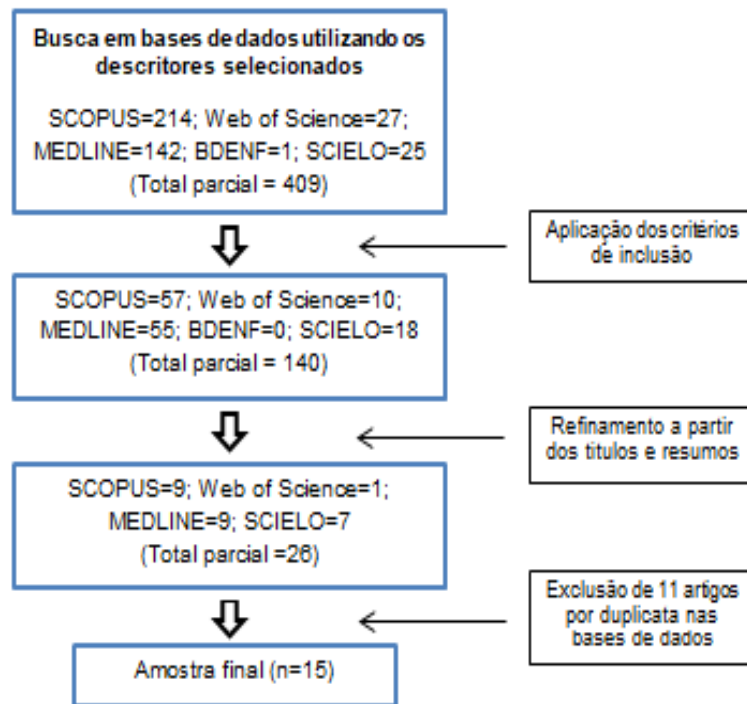 Busca em bases de dados utilizando os
descritores selecionados
SCOPUS=214; Web of Science=27;
MEDLINE=142; BDENF=1; SCIELO=25
(Total parcial = 409)
Aplicação dos critérios
de inclusão
SCOPUS=57; Web of Science=10;
MEDLINE=55; BDENF=0; SCIELO=18
(Total parcial = 140)
Refinamento a partir
dos titulos e resumos
SCOPUS=9; Web of Science=1;
MEDLINE=9; SCIELO=7
(Total parcial =26)
Exclusão de 11 artigos
por duplicata nas
bases de dados
Amostra final (n=15)